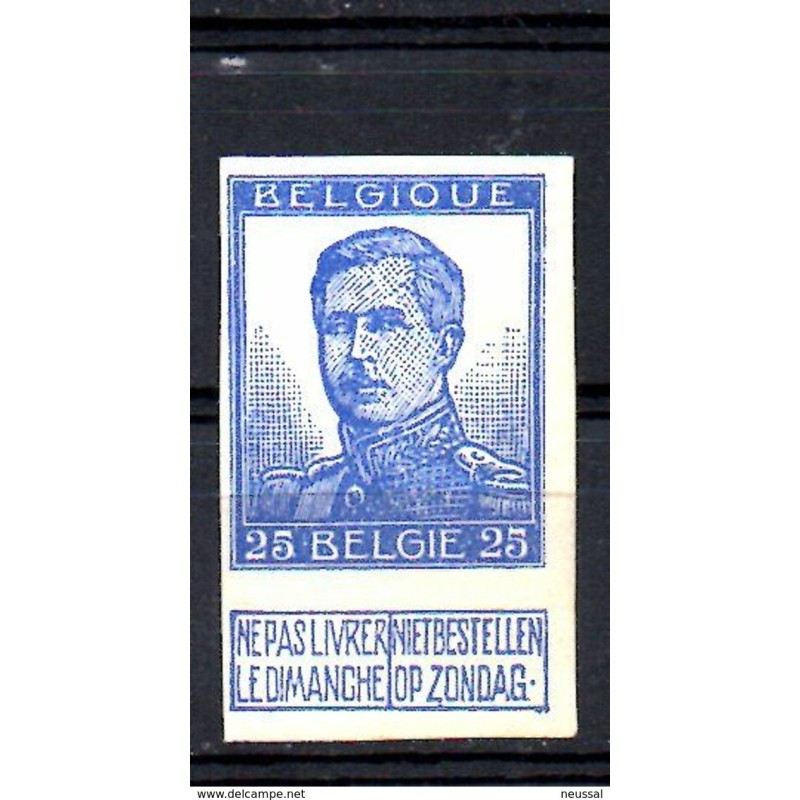 BELGIQUE
25 BELGIE 25
NE PAS LIVRER NIET BESTELLEN
LE DIMANCHE OP ZONDAG.
www.delcampe.net
neussal